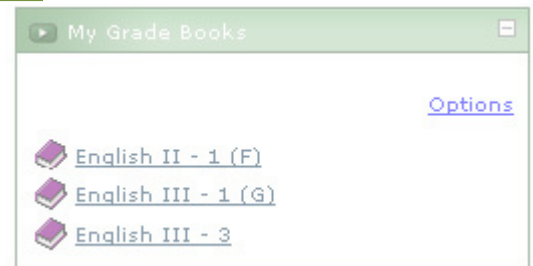 My Grade Books
Options
English II - 1 (F)
English III - 1 (G)
English III - 3